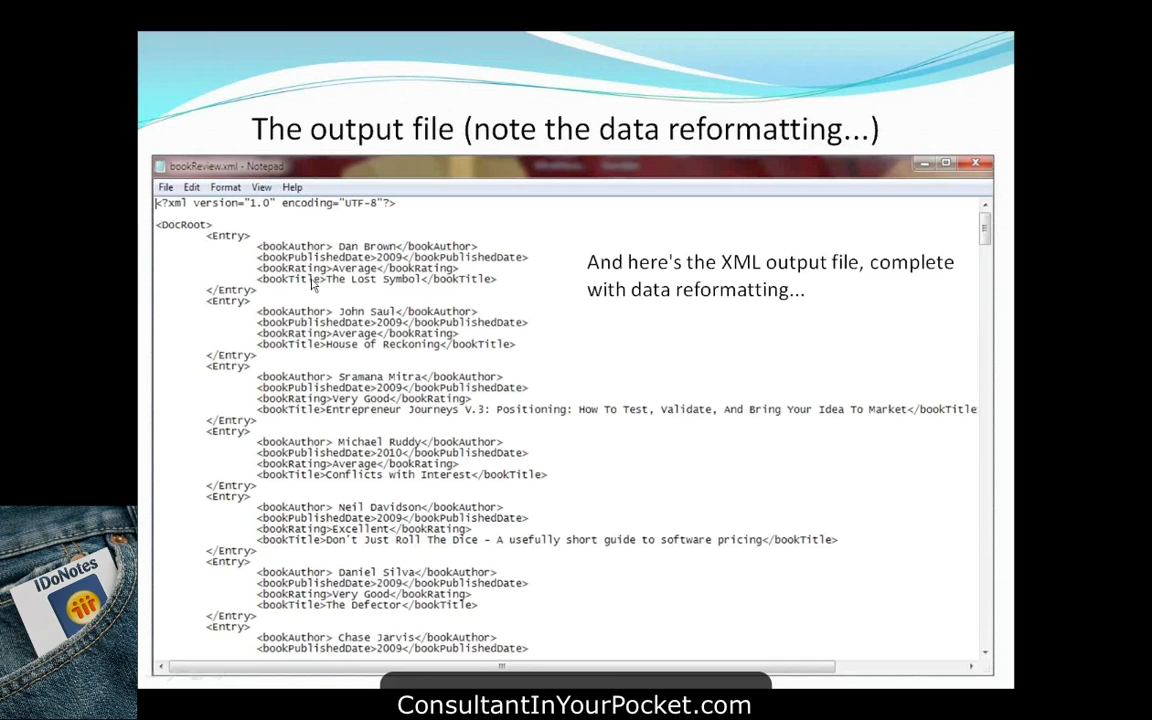 The output file (note the data reformatting...)
bookReview.xml - Notepad
File Edit Format View Help
<?xml version="1.0" encoding="UTF-8"?>
<DocRoot>
<Entry>
<bookAuthor> Dan Brown</bookAuthor>
<bookPublishedDate>2009</bookPublishedDate>
<bookRating>Average</bookRating>
<bookTitle>The Lost Symbol</bookTitle>
</Entry>
<Entry>
<bookAuthor> John Saul</bookAuthor>
<bookPublishedDate>2009</bookPublishedDate>
<bookRating>Average</bookRating>
<bookTitle>House of Reckoning</bookTitle>
</Entry>
<Entry>
<bookAuthor> Sramana Mitra</bookAuthor>
<bookPublishedDate>2009</bookPublishedDate>
<bookRating>Very Good</bookRating>
<bookTitle>Entrepreneur Journeys v.3: Positioning: How To Test, Validate, And Bring Your Idea To Market</bookTitle
</Entry>
<Entry>
<bookAuthor> Michael Ruddy</bookAuthor>
<bookPublishedDate>2010</bookPublishedDate>
<bookRating>Average</bookRating>
<bookTitle>Conflicts with Interest</bookTitle>
</Entry>
<Entry>
<bookAuthor> Neil Davidson</bookAuthor>
<bookPublishedDate>2009</bookPublishedDate>
<bookRating>Excellent</bookRating>
<bookTitle>Don't Just Roll The Dice - A usefully short guide to software pricing</bookTitle>
</Entry>
<Entry>
<bookAuthor> Daniel Silva</bookAuthor>
<bookPublishedDate>2009</bookPublishedDate>
<bookRating>Very Good</bookRating>
<bookTitle>The Defector</bookTitle>
</Entry>
<Entry>
<bookAuthor> Chase Jarvis</bookAuthor>
<bookPublishedDate>2009</bookPublishedDate>
And here's the XML output file, complete
with data reformatting...
IDoNotes
ConsultantInYourPocket.com